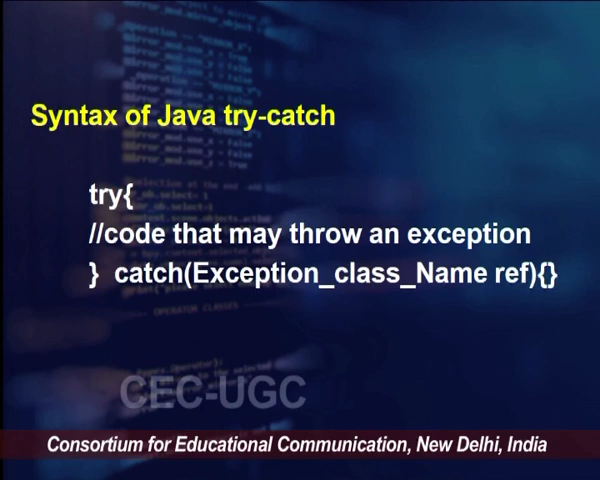 Syntax of Java try-catch
try{
//code that may throw an exception
} catch(Exception_class_Name ref){}
CEC-UGC
Consortium for Educational Communication, New Delhi, India